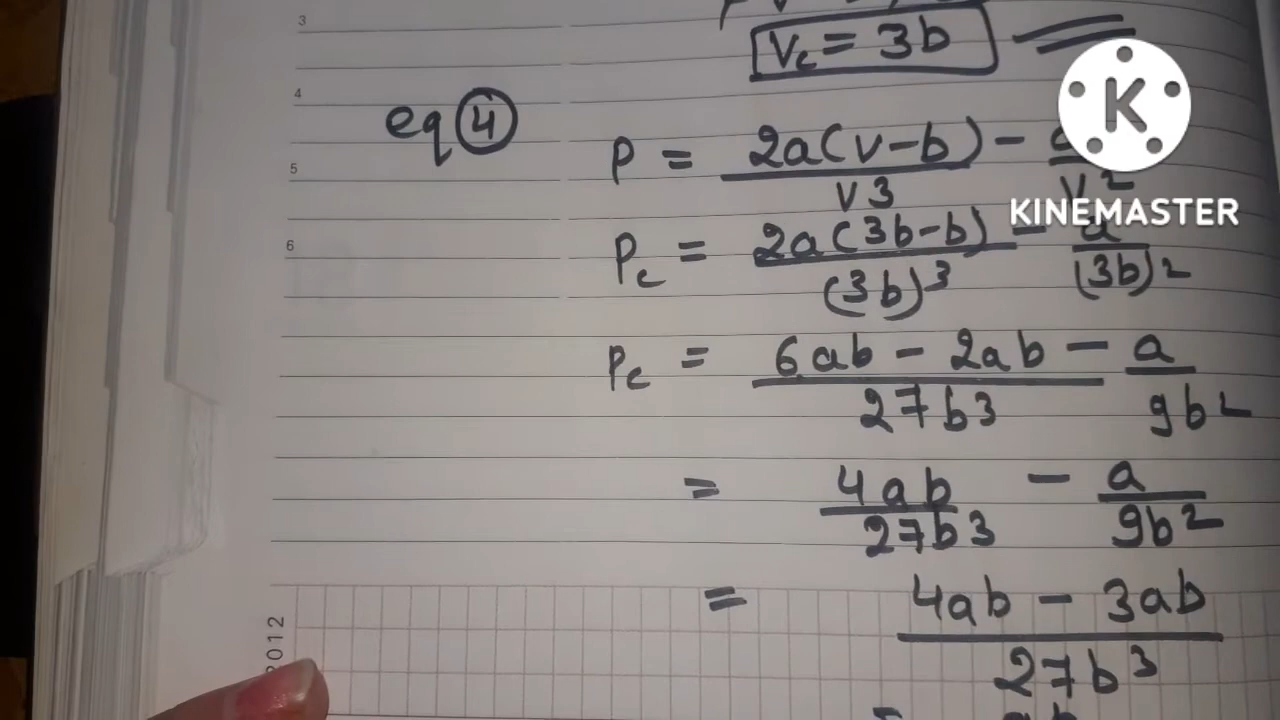 3
Vc = 3b
4
eq 4
P = 2a(v-b) - 
v3 v2
5
KINEMASTER
6
Pc = 2a(3b-b) - a
(3b)3 (3b)2
Pc = 6ab - 2ab - a
27b3 9b2
= 4ab - a
27b3 9b2
= 4ab - 3ab
27b3
2012
=